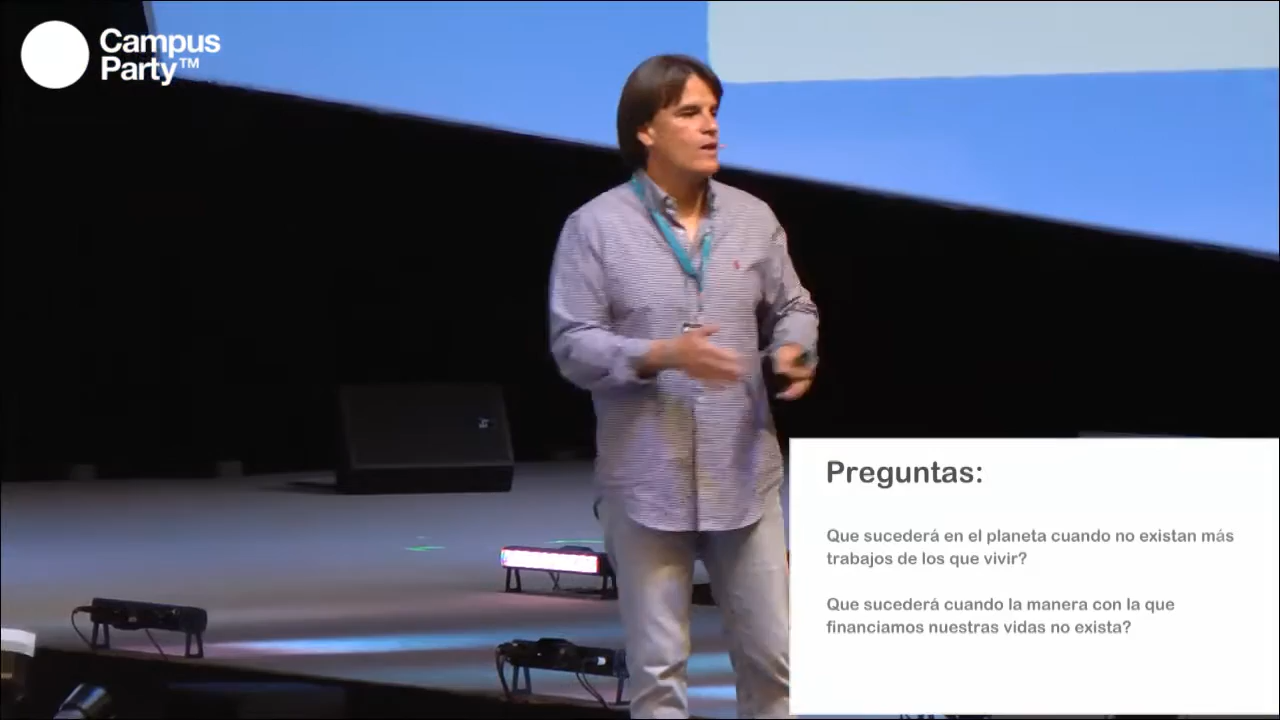 Campus
Party™
Preguntas:
Que sucederá en el planeta cuando no existan más
trabajos de los que vivir?
Que sucederá cuando la manera con la que
financiamos nuestras vidas no exista?